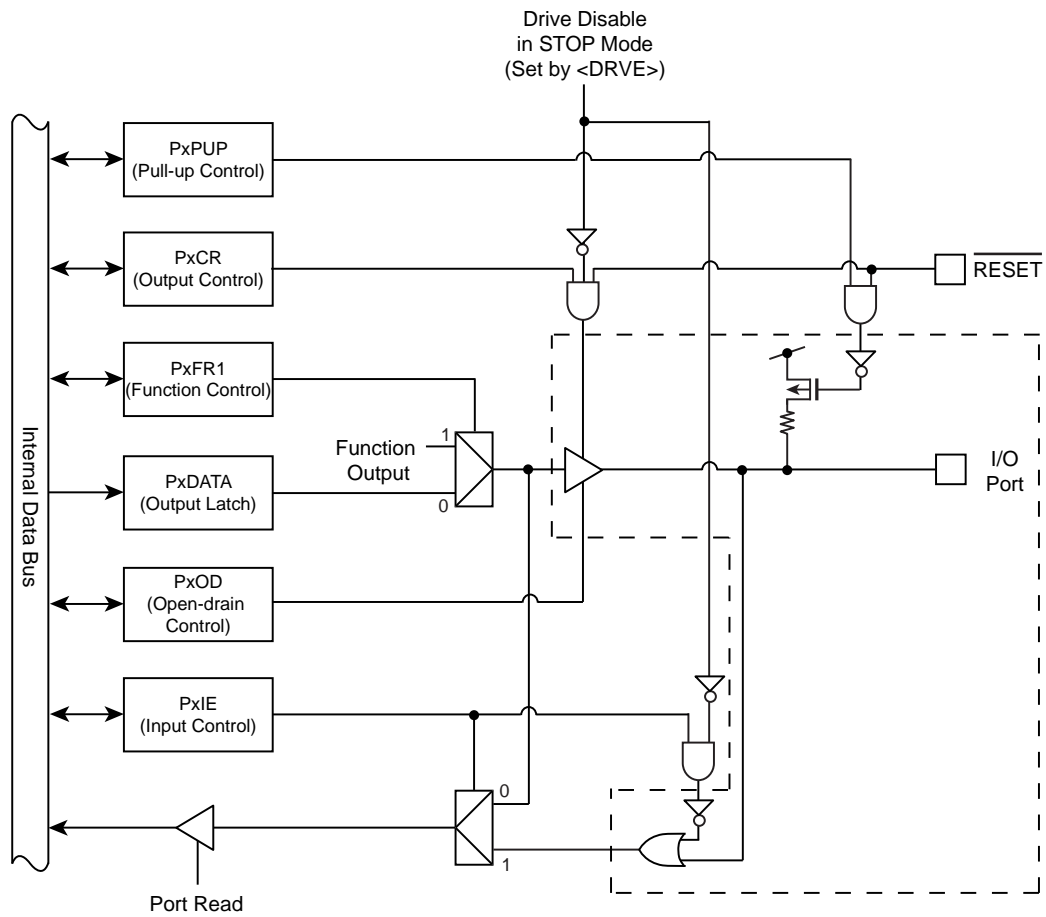 Drive Disable
in STOP Mode
(Set by <DRVE>)
PxPUP
(Pull-up Control)
PxCR
(Output Control)
RESET
PxFR1
(Function Control)
1
Function
Output
0
I/O
Port
PxDATA
(Output Latch)
Internal Data Bus
PxOD
(Open-drain
Control)
PxIE
(Input Control)
0
1
Port Read